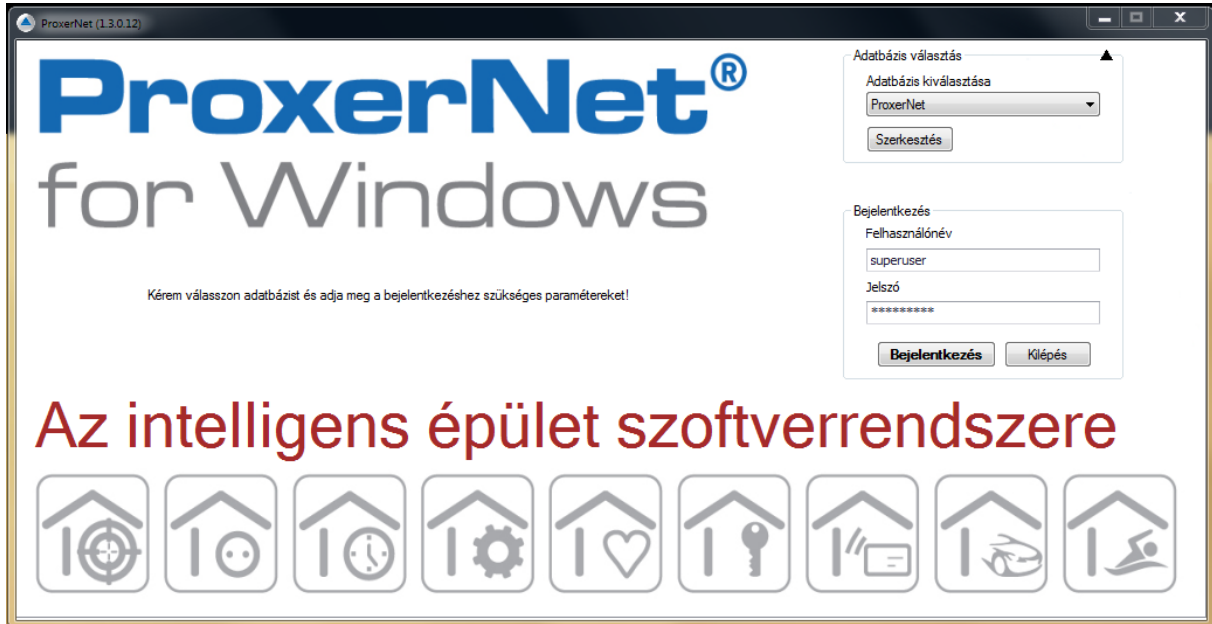 ProxerNet (1.3.0.12)
ProxerNet®
for Windows
Kérem válasszon adatbázist és adja meg a bejelentkezéshez szükséges paramétereket!
Adatbázis választás
Adatbázis kiválasztása
ProxerNet
Szerkesztés
Bejelentkezés
Felhasználónév
superuser
Jelszó
*********
Bejelentkezés Kilépés
Az intelligens épület szoftverrendszere